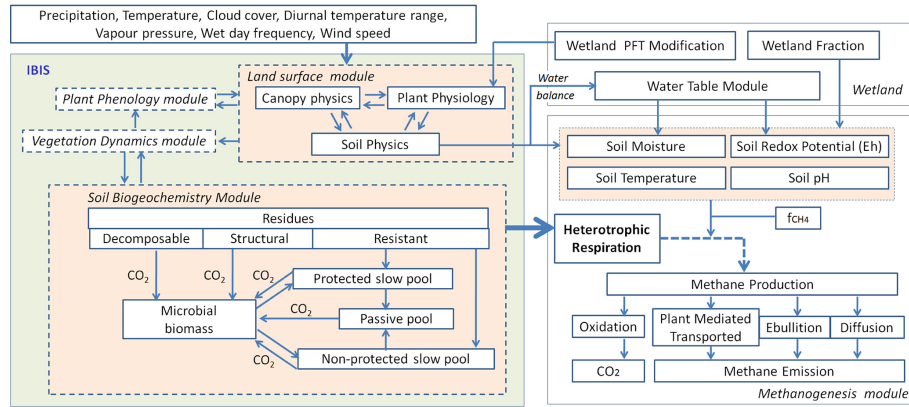 Precipitation, Temperature, Cloud cover, Diurnal temperature range,
Vapour pressure, Wet day frequency, Wind speed
IBIS
Land surface module
Canopy physics
Plant Physiology
Soil Physics
Plant Phenology module
Vegetation Dynamics module
Soil Biogeochemistry Module
Residues
Decomposable
Structural
Resistant
CO2
CO2
CO2
Protected slow pool
Microbial
biomass
CO2
Passive pool
CO2
Non-protected slow pool
Wetland PFT Modification
Wetland Fraction
Water
balance
Water Table Module
Wetland
Soil Moisture
Soil Redox Potential (Eh)
Soil Temperature
Soil pH
fCH4
Heterotrophic
Respiration
Methane Production
Oxidation
Plant Mediated
Transported
Ebullition
Diffusion
CO2
Methane Emission
Methanogenesis module